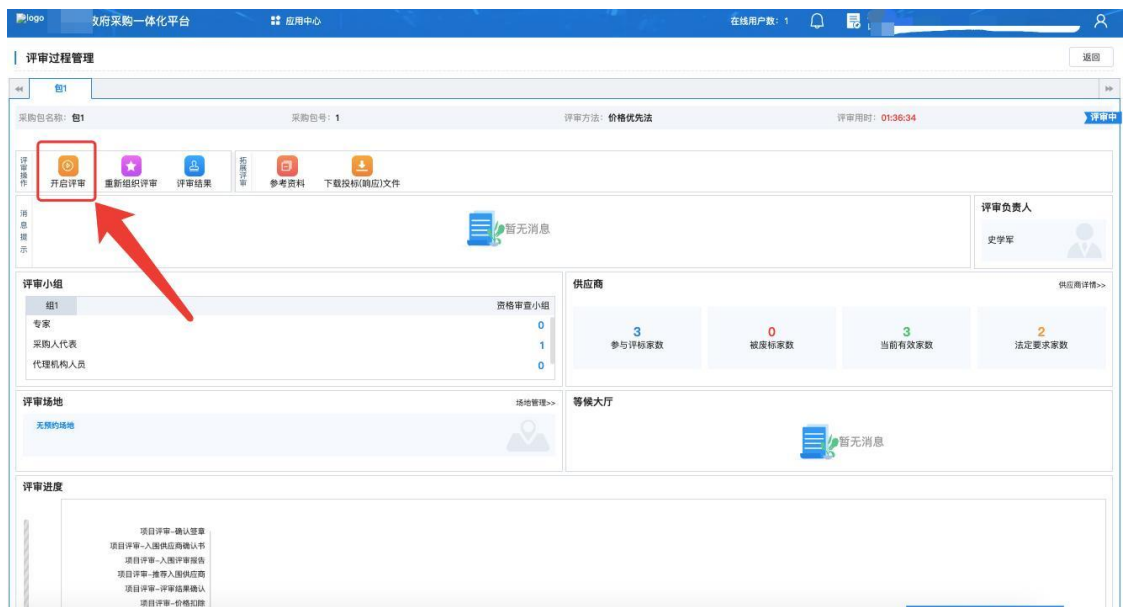 logo 政府采购一体化平台 应用中心 在线用户数：1
评审过程管理 返回
包1
采购包名称：包1 采购包号：1 评审方法：价格优先法 评审用时：01:36:34 评审中
评审操作 开启评审 重新组织评审 评审结果 拓展评审 参考资料 下载投标(响应)文件
消息提示 暂无消息
评审负责人
史学军
评审小组
组1 资格审查小组
专家 0
采购人代表 1
代理机构人员 0
供应商 供应商详情>>
3 0 3 2
参与评标家数 被废标家数 当前有效家数 法定要求家数
评审场地 场地管理>>
无预约场地
等候大厅
暂无消息
评审进度
项目评审-确认签章
项目评审-入围供应商确认书
项目评审-入围评审报告
项目评审-推荐入围供应商
项目评审-评审结果确认
项目评审-价格扣除